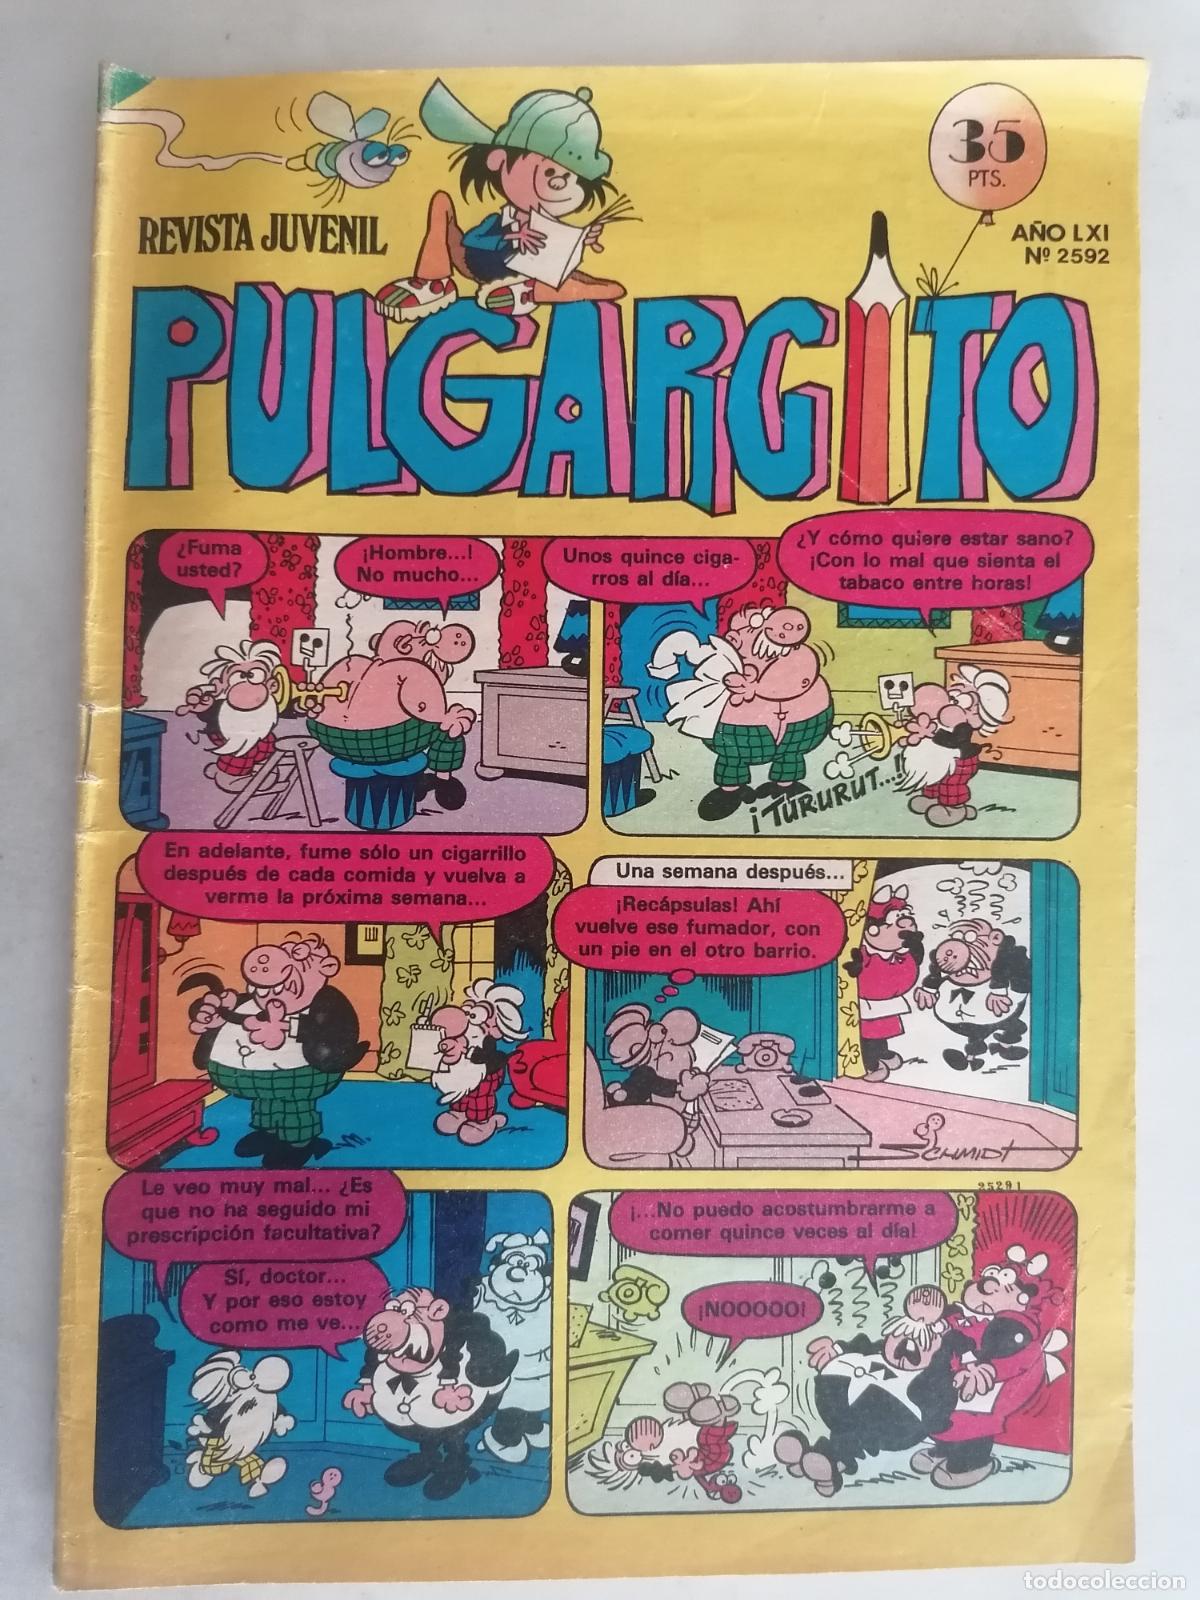 35
PTS.
REVISTA JUVENIL
AÑO LXI
Nº 2592
PULGARCITO
¿Fuma
usted?
¡Hombre...!
No mucho...
Unos quince ciga-
rros al día...
¿Y cómo quiere estar sano?
¡Con lo mal que sienta el
tabaco entre horas!
¡TURURUT...!
En adelante, fume sólo un cigarrillo
después de cada comida y vuelva a
verme la próxima semana...
Una semana después...
¡Recápsulas! Ahí
vuelve ese fumador, con
un pie en el otro barrio.
SCHMIDT
25291
Le veo muy mal... ¿Es
que no ha seguido mi
prescripción facultativa?
Sí, doctor...
Y por eso estoy
como me ve...
¡...No puedo acostumbrarme a
comer quince veces al día!
¡NOOOOO!
todocoleccion